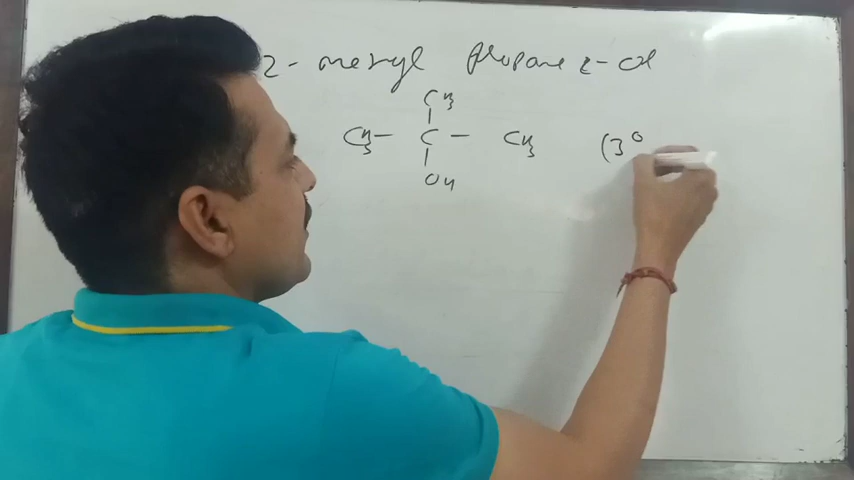 2-methyl propane 2-ol
CH3
CH3 — C — CH3 (3°
OH